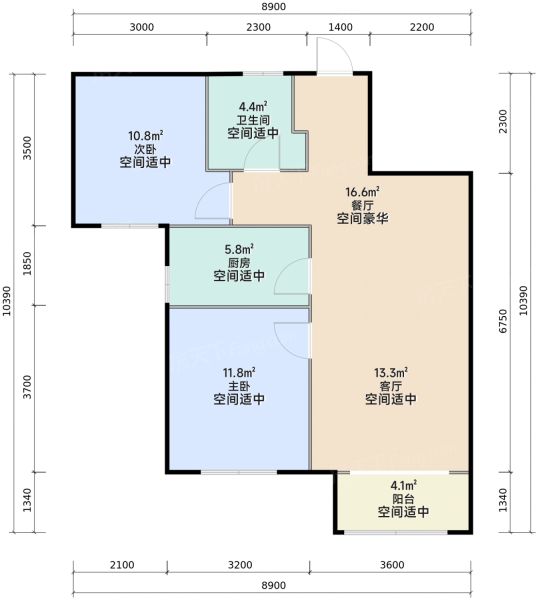 8900
3000
2300
1400
2200
4.4㎡
卫生间
空间适中
10.8㎡
次卧
空间适中
16.6㎡
餐厅
空间豪华
5.8㎡
厨房
空间适中
11.8㎡
主卧
空间适中
13.3㎡
客厅
空间适中
4.1㎡
阳台
空间适中
3500
1850
3700
1340
10390
2300
6750
1340
10390
2100
3200
3600
8900